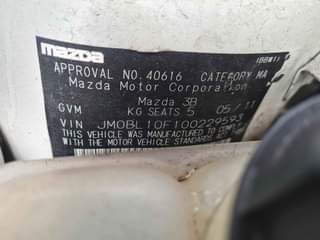 mazda
(BBM1)
APPROVAL NO. 40616 CATEGORY MA
Mazda Motor Corporation
Mazda 3B
GVM KG SEATS 5 05/11
VIN JM0BL10F100229593
THIS VEHICLE WAS MANUFACTURED TO COMPLY
WITH THE MOTOR VEHICLE STANDARDS